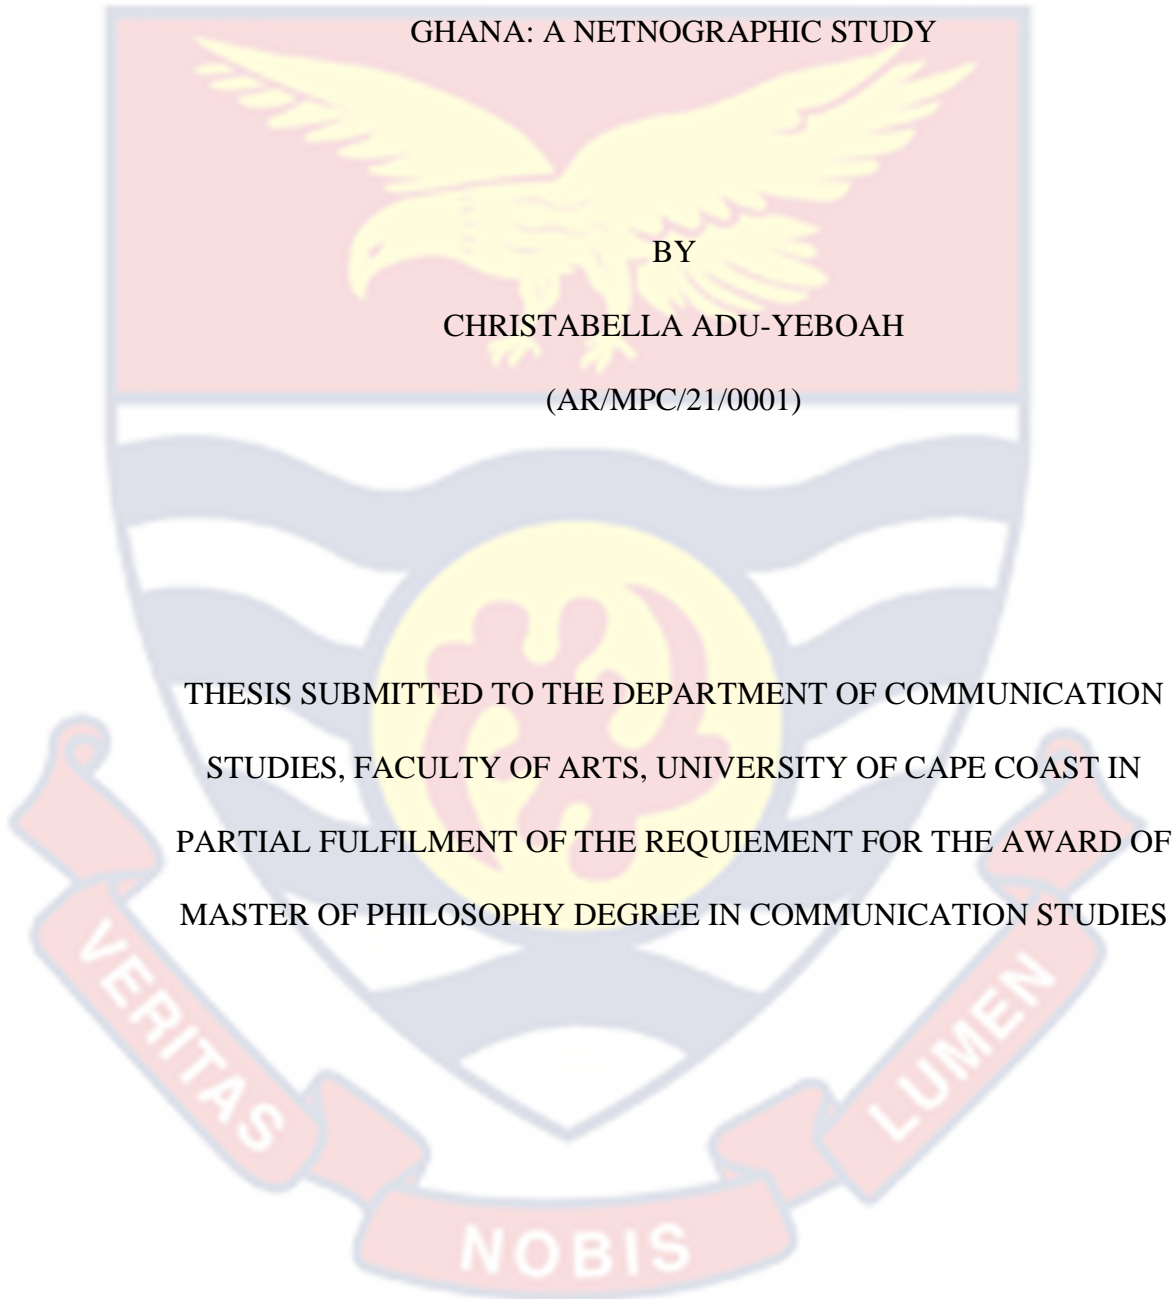 GHANA: A NETNOGRAPHIC STUDY
BY
CHRISTABELLA ADU-YEBOAH
(AR/MPC/21/0001)
THESIS SUBMITTED TO THE DEPARTMENT OF COMMUNICATION
STUDIES, FACULTY OF ARTS, UNIVERSITY OF CAPE COAST IN
PARTIAL FULFILMENT OF THE REQUIEMENT FOR THE AWARD OF
MASTER OF PHILOSOPHY DEGREE IN COMMUNICATION STUDIES
VERITAS
NOBIS
LUMEN